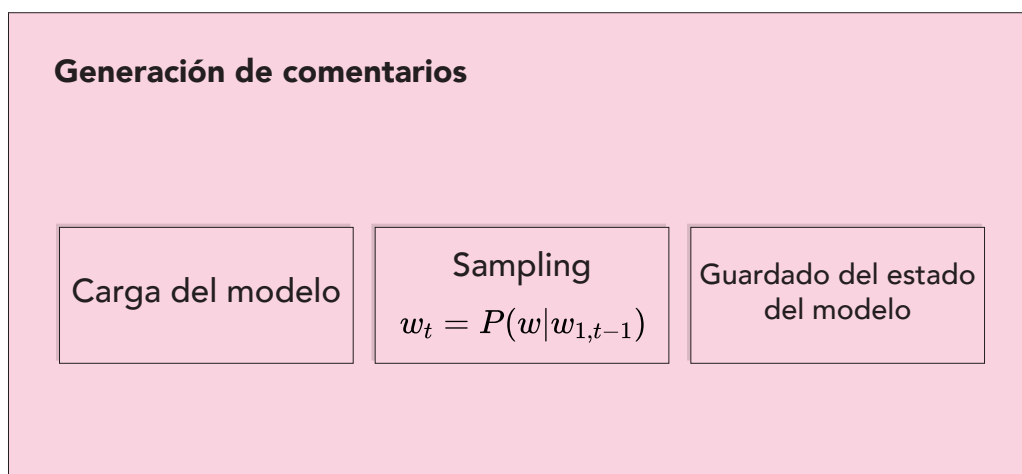 Generación de comentarios
Carga del modelo
Sampling
w_t = P(w|w_{1,t−1})
Guardado del estado
del modelo